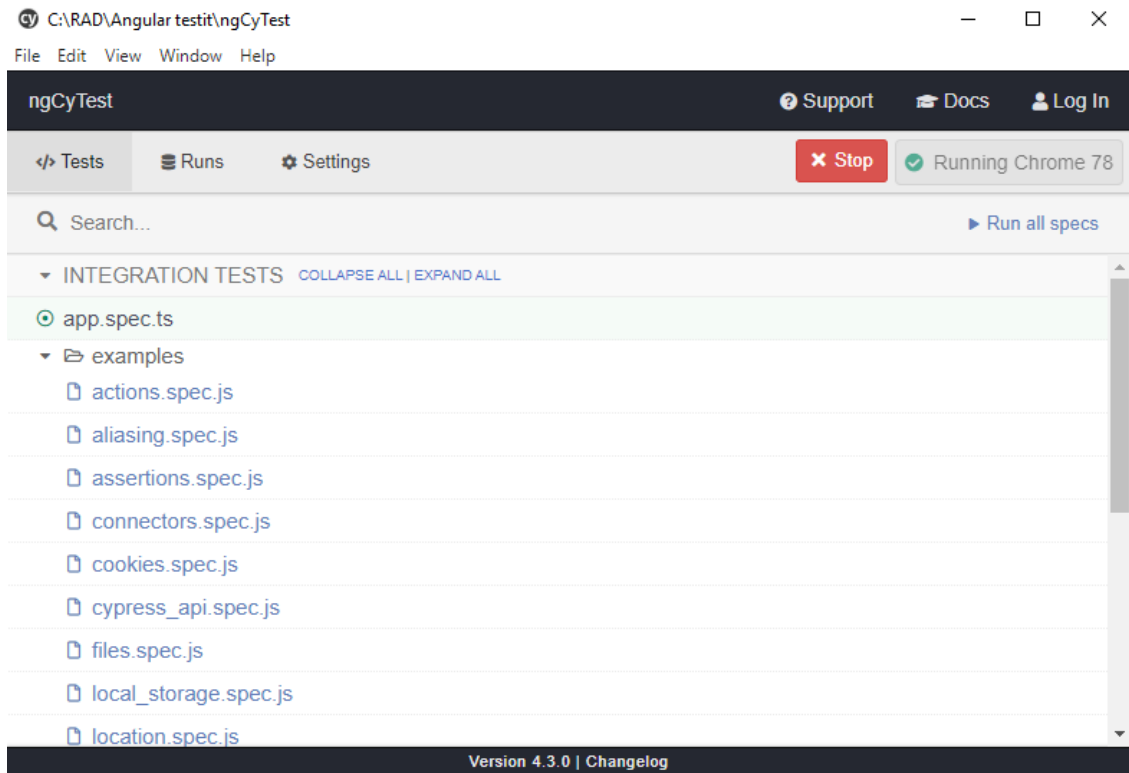 cy C:\RAD\Angular testit\ngCyTest
File Edit View Window Help
ngCyTest Support Docs Log In
</> Tests Runs Settings Stop Running Chrome 78
Search... Run all specs
INTEGRATION TESTS COLLAPSE ALL | EXPAND ALL
app.spec.ts
examples
actions.spec.js
aliasing.spec.js
assertions.spec.js
connectors.spec.js
cookies.spec.js
cypress_api.spec.js
files.spec.js
local_storage.spec.js
location.spec.js
Version 4.3.0 | Changelog